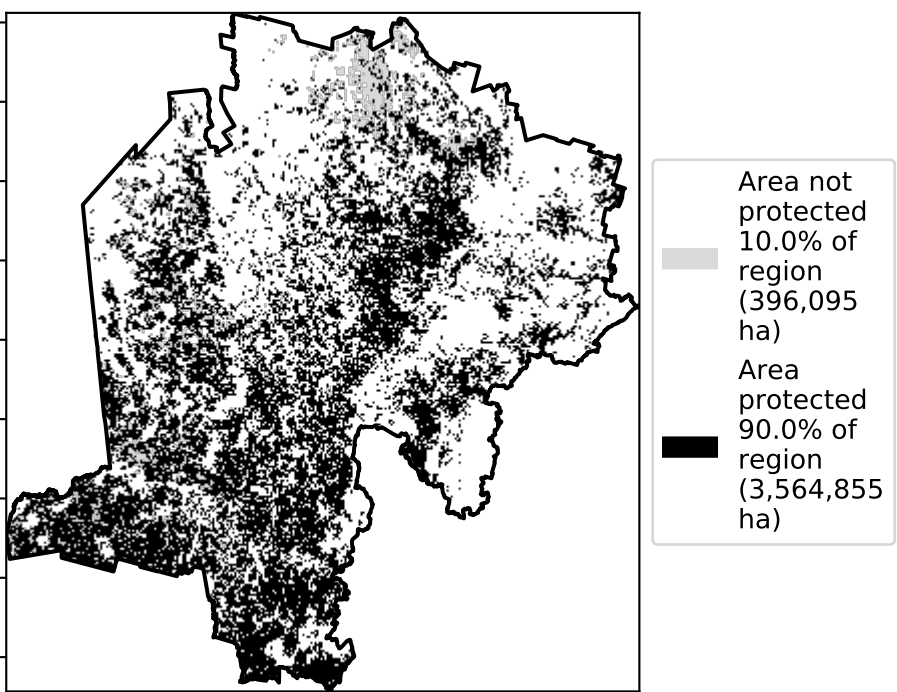 Area not
protected
10.0% of
region
(396,095
ha)
Area
protected
90.0% of
region
(3,564,855
ha)